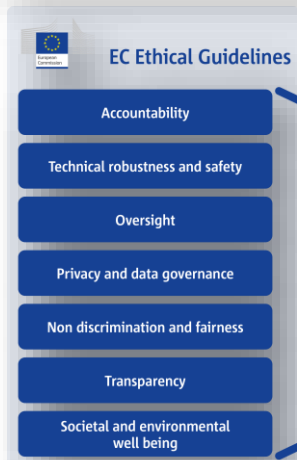 European
Commission
EC Ethical Guidelines
Accountability
Technical robustness and safety
Oversight
Privacy and data governance
Non discrimination and fairness
Transparency
Societal and environmental
well being